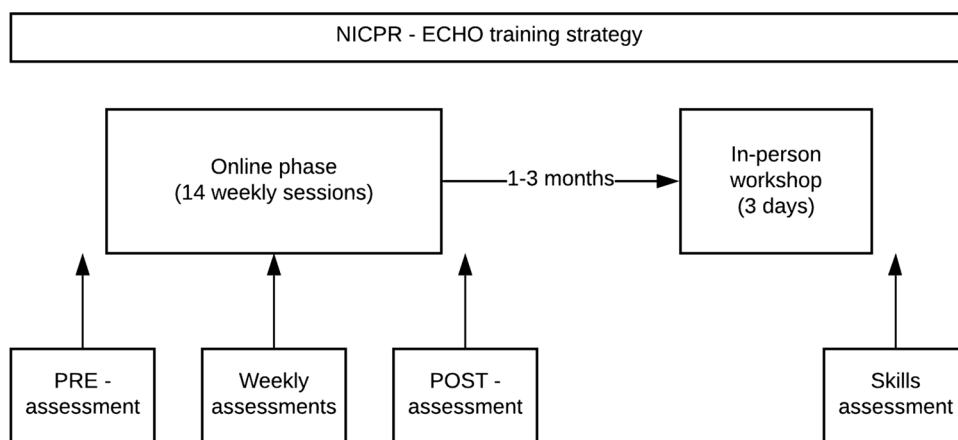 NICPR - ECHO training strategy
Online phase
(14 weekly sessions)
1-3 months
In-person
workshop
(3 days)
PRE -
assessment
Weekly
assessments
POST -
assessment
Skills
assessment